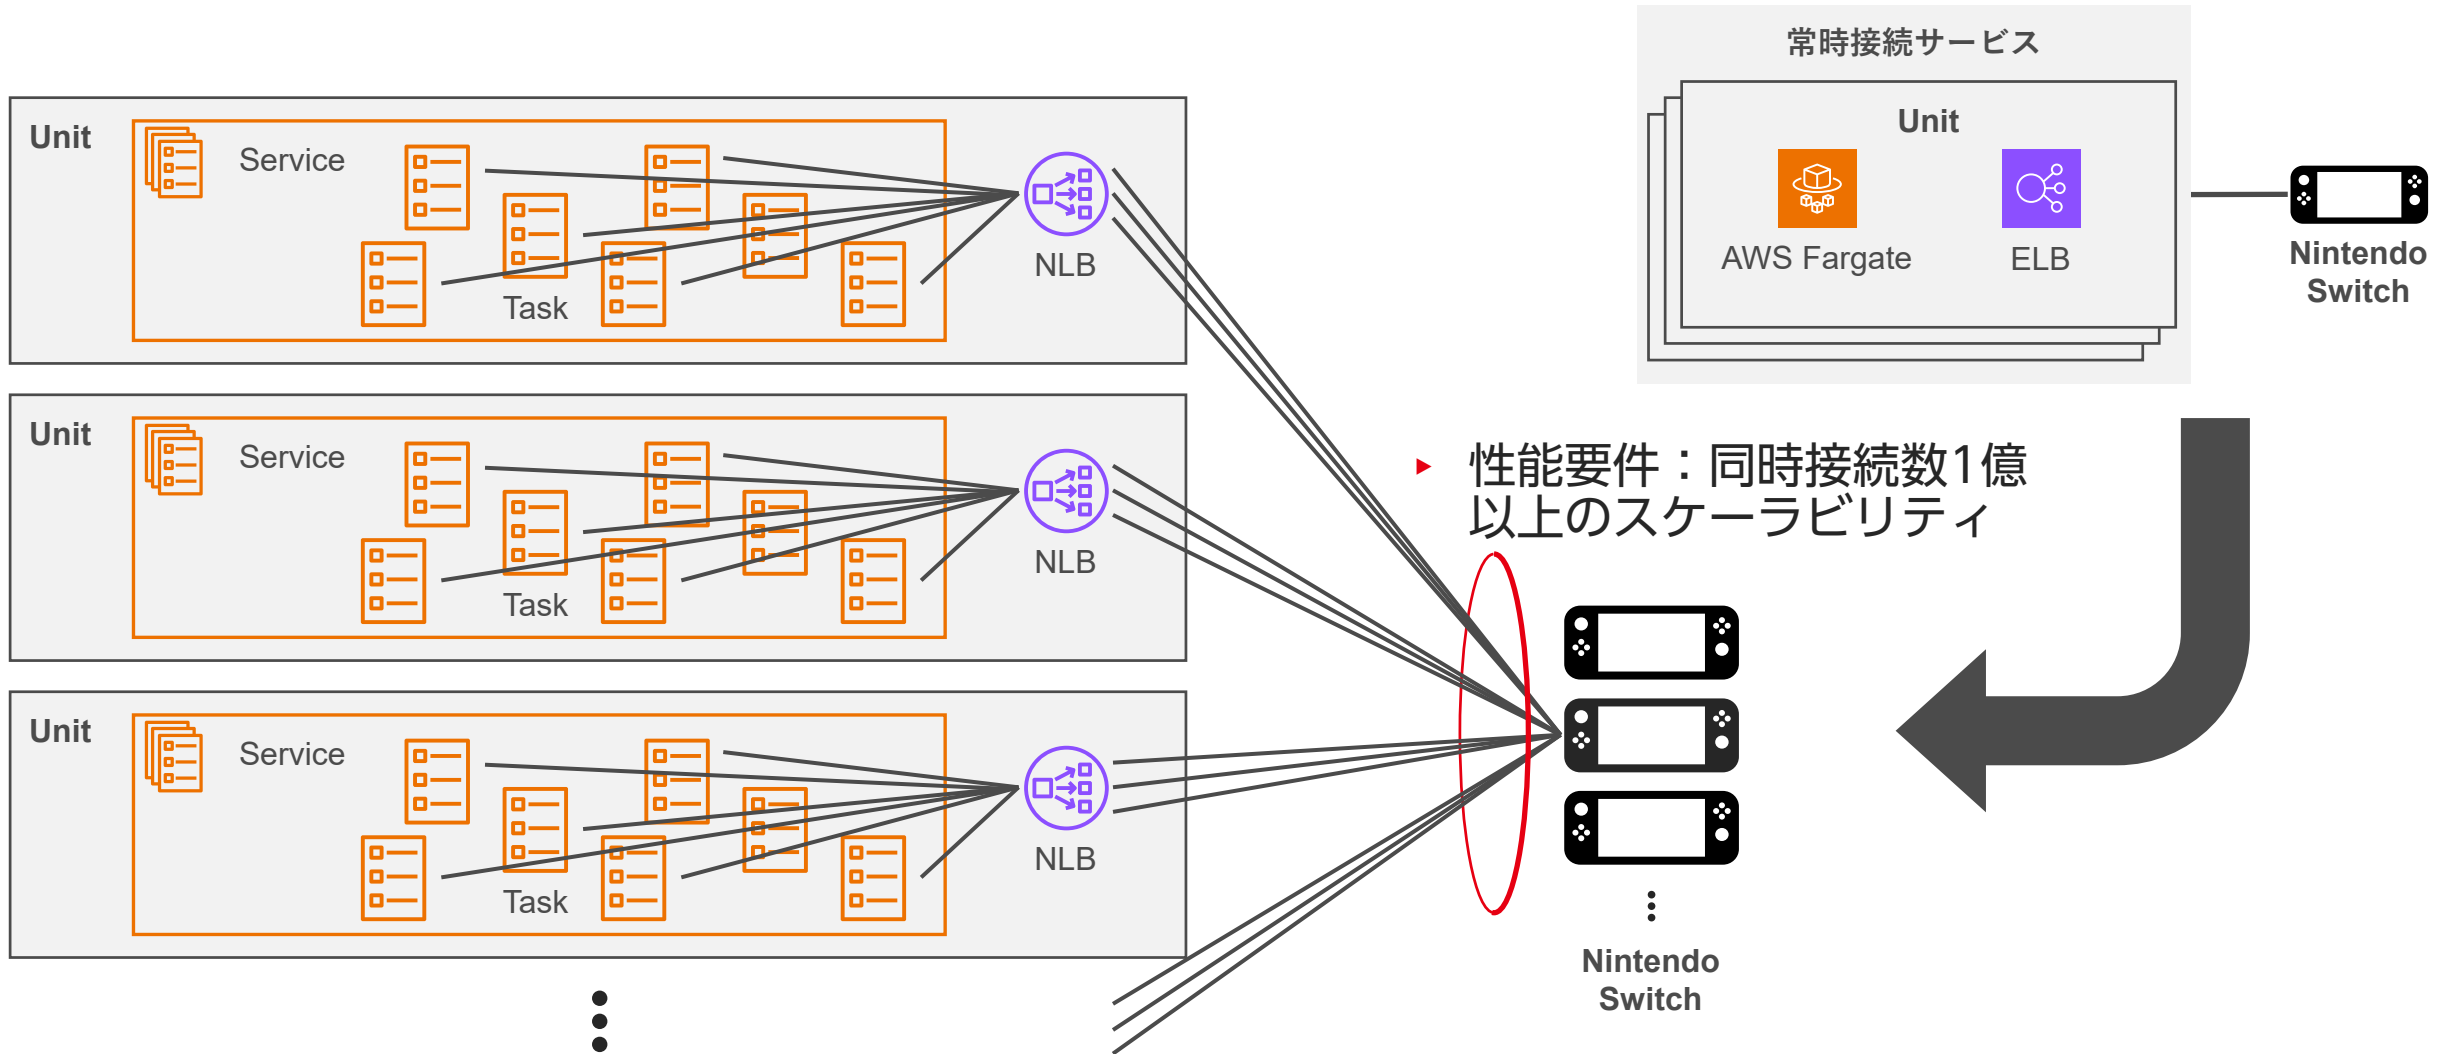 常時接続サービス
Unit
AWS Fargate
ELB
Nintendo
Switch
Unit
Service
Task
NLB
Unit
Service
Task
NLB
Unit
Service
Task
NLB
性能要件：同時接続数1億
以上のスケーラビリティ
Nintendo
Switch